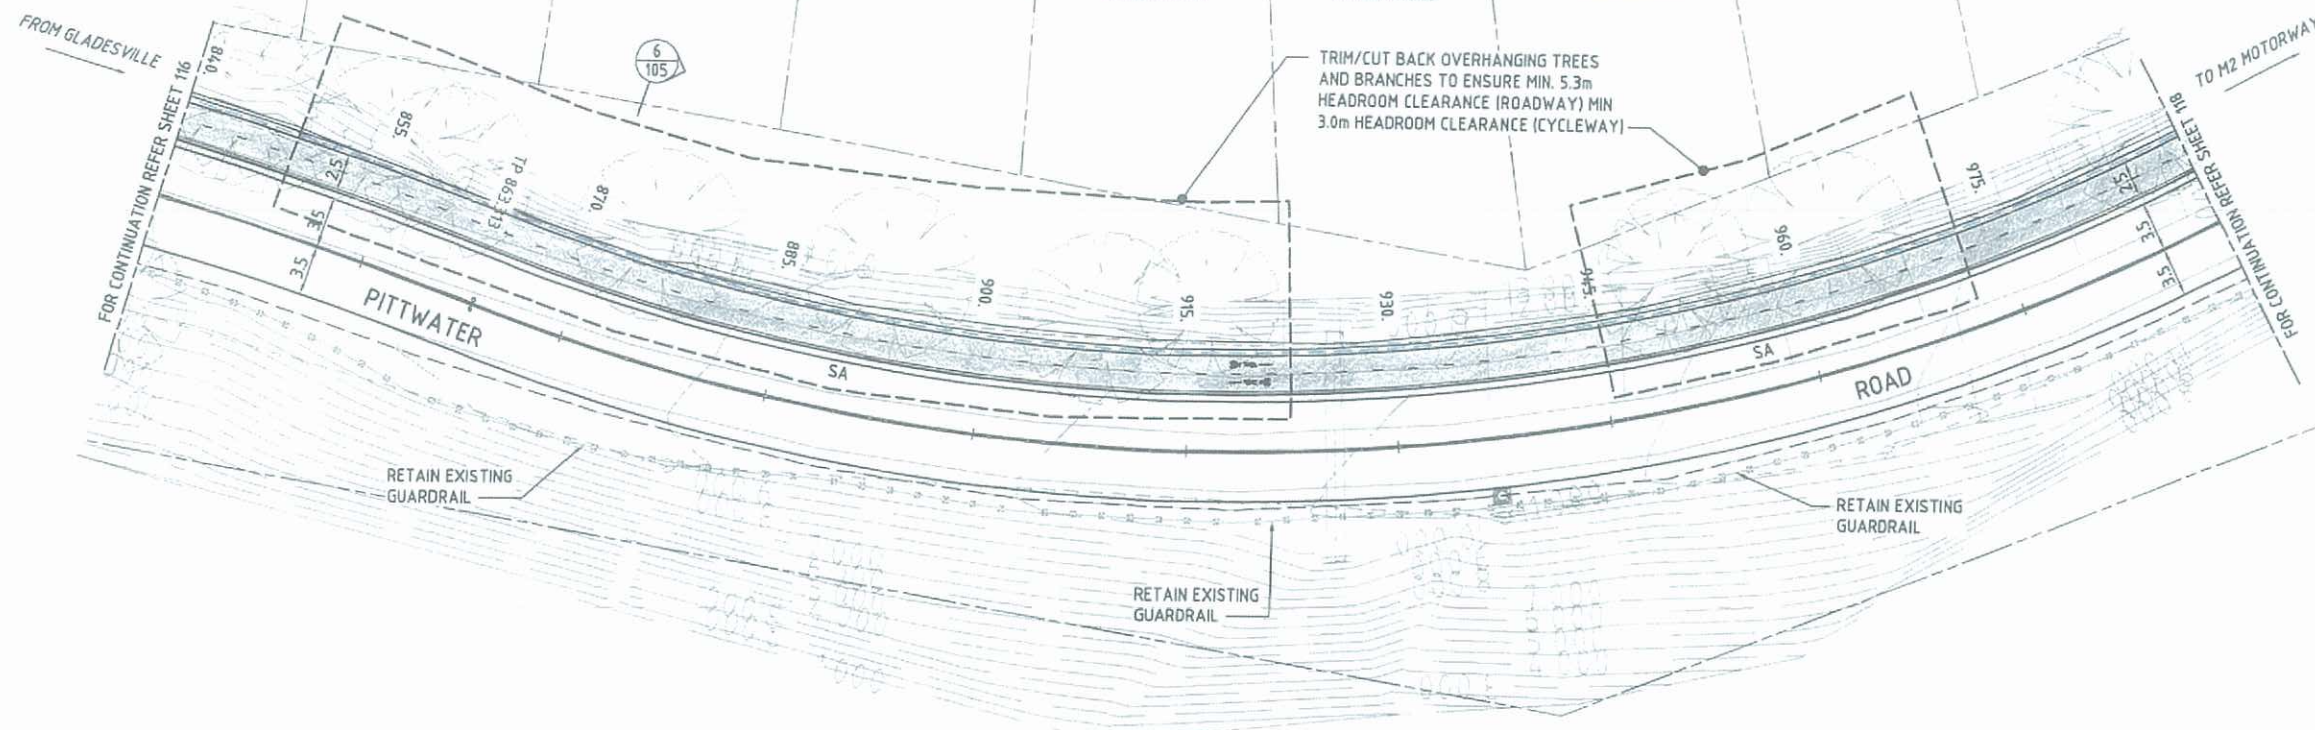 FROM GLADESVILLE
6
105
TRIM/CUT BACK OVERHANGING TREES
AND BRANCHES TO ENSURE MIN. 5.3m
HEADROOM CLEARANCE (ROADWAY) MIN
3.0m HEADROOM CLEARANCE (CYCLEWAY)
TO M2 MOTORWAY
FOR CONTINUATION REFER SHEET 116
FOR CONTINUATION REFER SHEET 118
840.
855.
TP 863.313
870.
885.
900.
915.
930.
945.
960.
975.
2.5
3.5
3.5
2.5
3.5
3.5
PITTWATER
SA
SA
ROAD
RETAIN EXISTING
GUARDRAIL
RETAIN EXISTING
GUARDRAIL
RETAIN EXISTING
GUARDRAIL